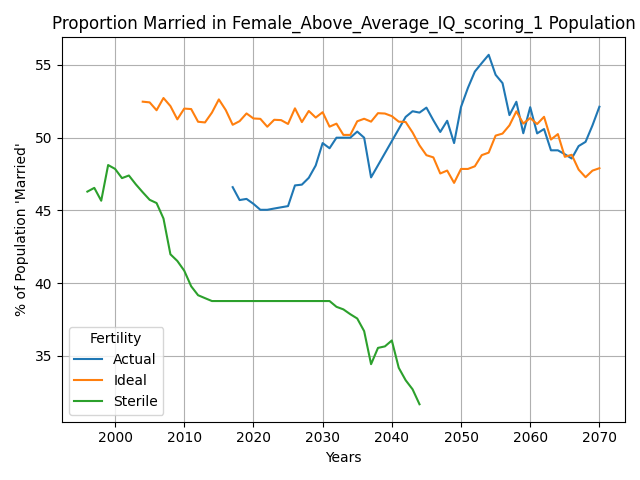 Proportion Married in Female_Above_Average_IQ_scoring_1 Population
% of Population 'Married'
55
50
45
40
35
Fertility
Actual
Ideal
Sterile
2000 2010 2020 2030 2040 2050 2060 2070
Years